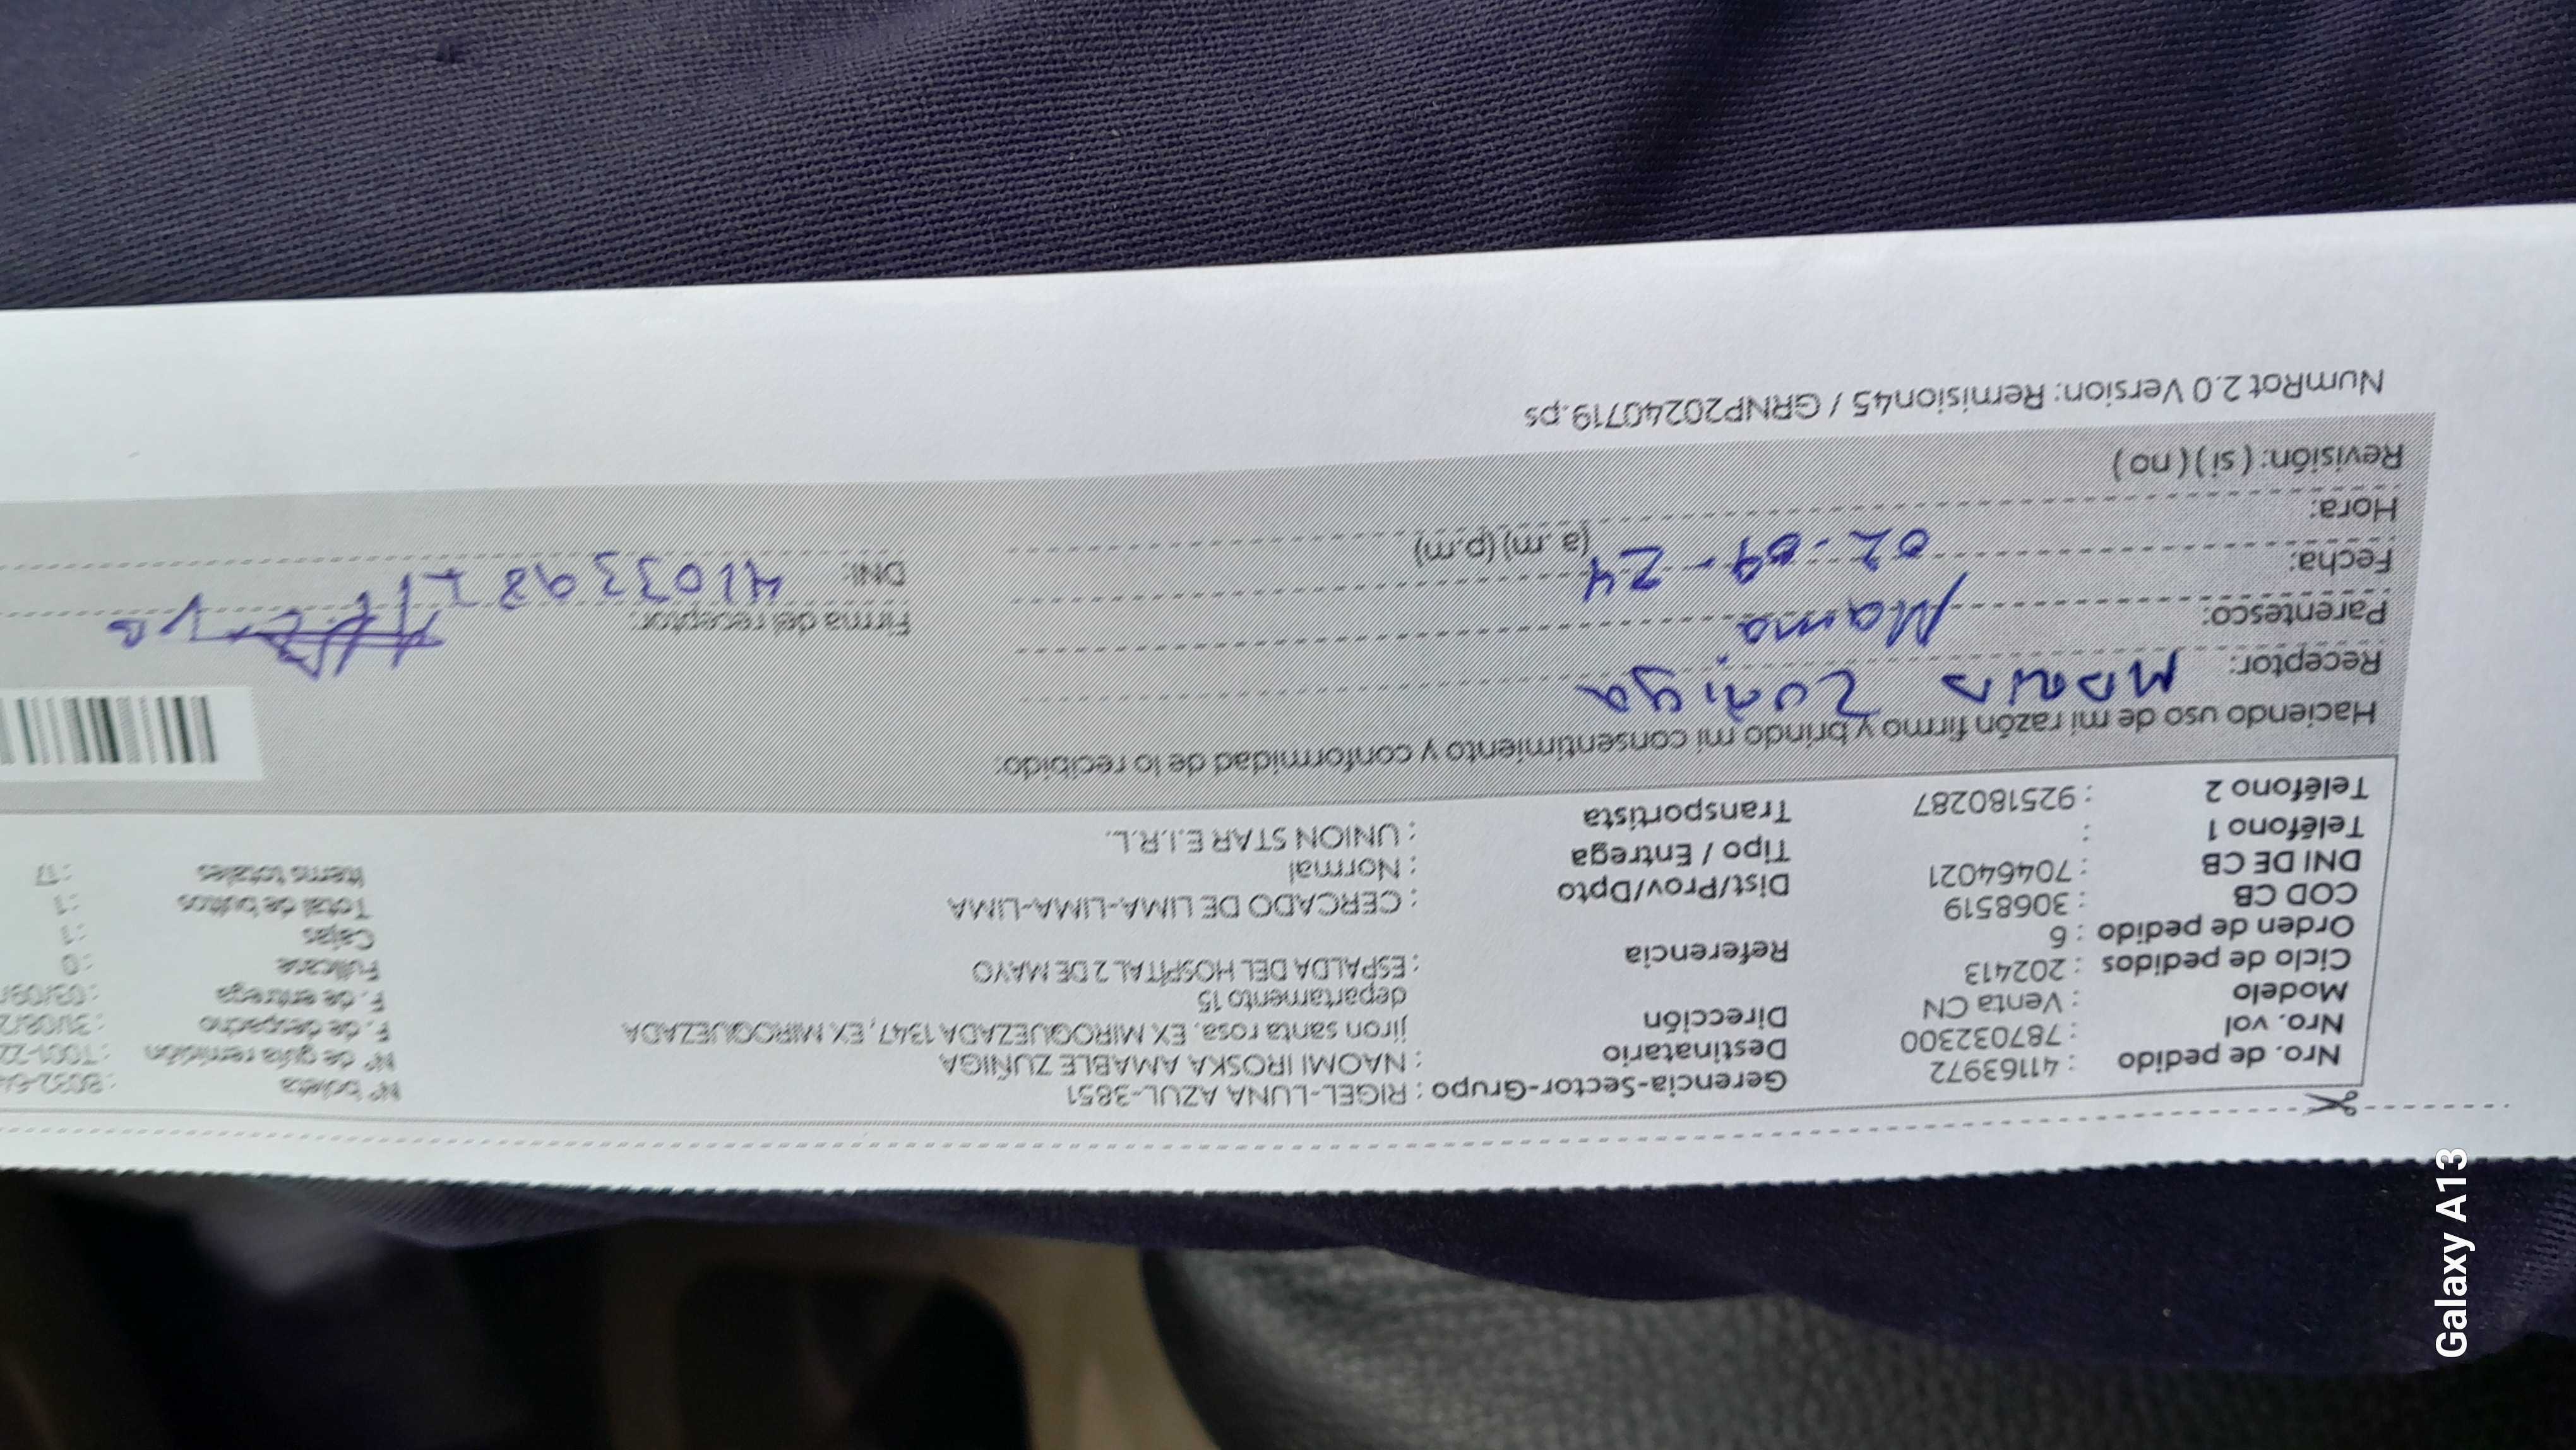 Nro. de pedido : 41163972
Nro. vol : 787032300
Modelo : Venta CN
Ciclo de pedidos : 202413
Orden de pedido : 6
COD CB : 3068519
DNI DE CB : 70464021
Teléfono 1 :
Teléfono 2 : 925180287
Gerencia-Sector-Grupo : RIGEL-LUNA AZUL-3851
Destinatario : NAOMI IROSKA AMABLE ZUÑIGA
Dirección jiron santa rosa. EX MIROQUEZADA 1347, EX MIROQUEZADA
departamento 15
Referencia : ESPALDA DEL HOSPITAL 2 DE MAYO
Dist/Prov/Dpto : CERCADO DE LIMA-LIMA-LIMA
Tipo / Entrega : Normal
Transportista : UNION STAR E.I.R.L.
Nº boleta
Nº de guía remisión
F. de despacho
F. de entrega
Fullcase : 0
Cajas : 1
Total de bultos : 1
Items totales : 17
Haciendo uso de mi razón firmo y brindo mi consentimiento y conformidad de lo recibido:
Receptor: Maria Zuñiga
Parentesco: Mama
Fecha: 02-09-24
Hora: (a.m) (p.m)
Revisión: (si) (no)
Firma del receptor:
DNI:
NumRot 2.0 Version: Remision45 / GRNP20240719.ps
Galaxy A13